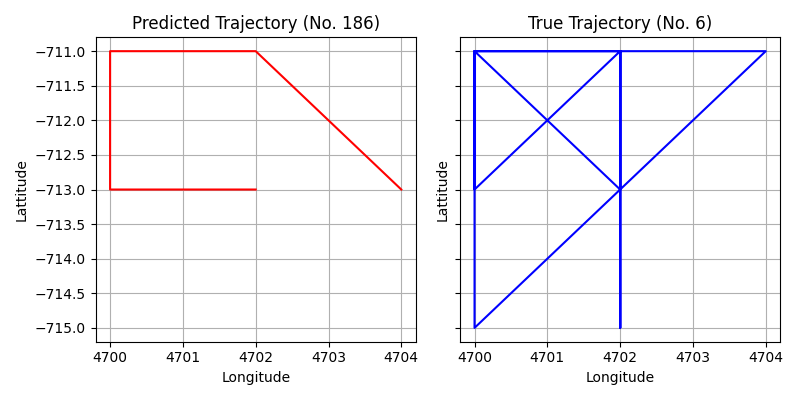 Predicted Trajectory (No. 186)
−711.0
−711.5
−712.0
−712.5
−713.0
−713.5
−714.0
−714.5
−715.0
Lattitude
4700 4701 4702 4703 4704
Longitude
True Trajectory (No. 6)
Lattitude
4700 4701 4702 4703 4704
Longitude